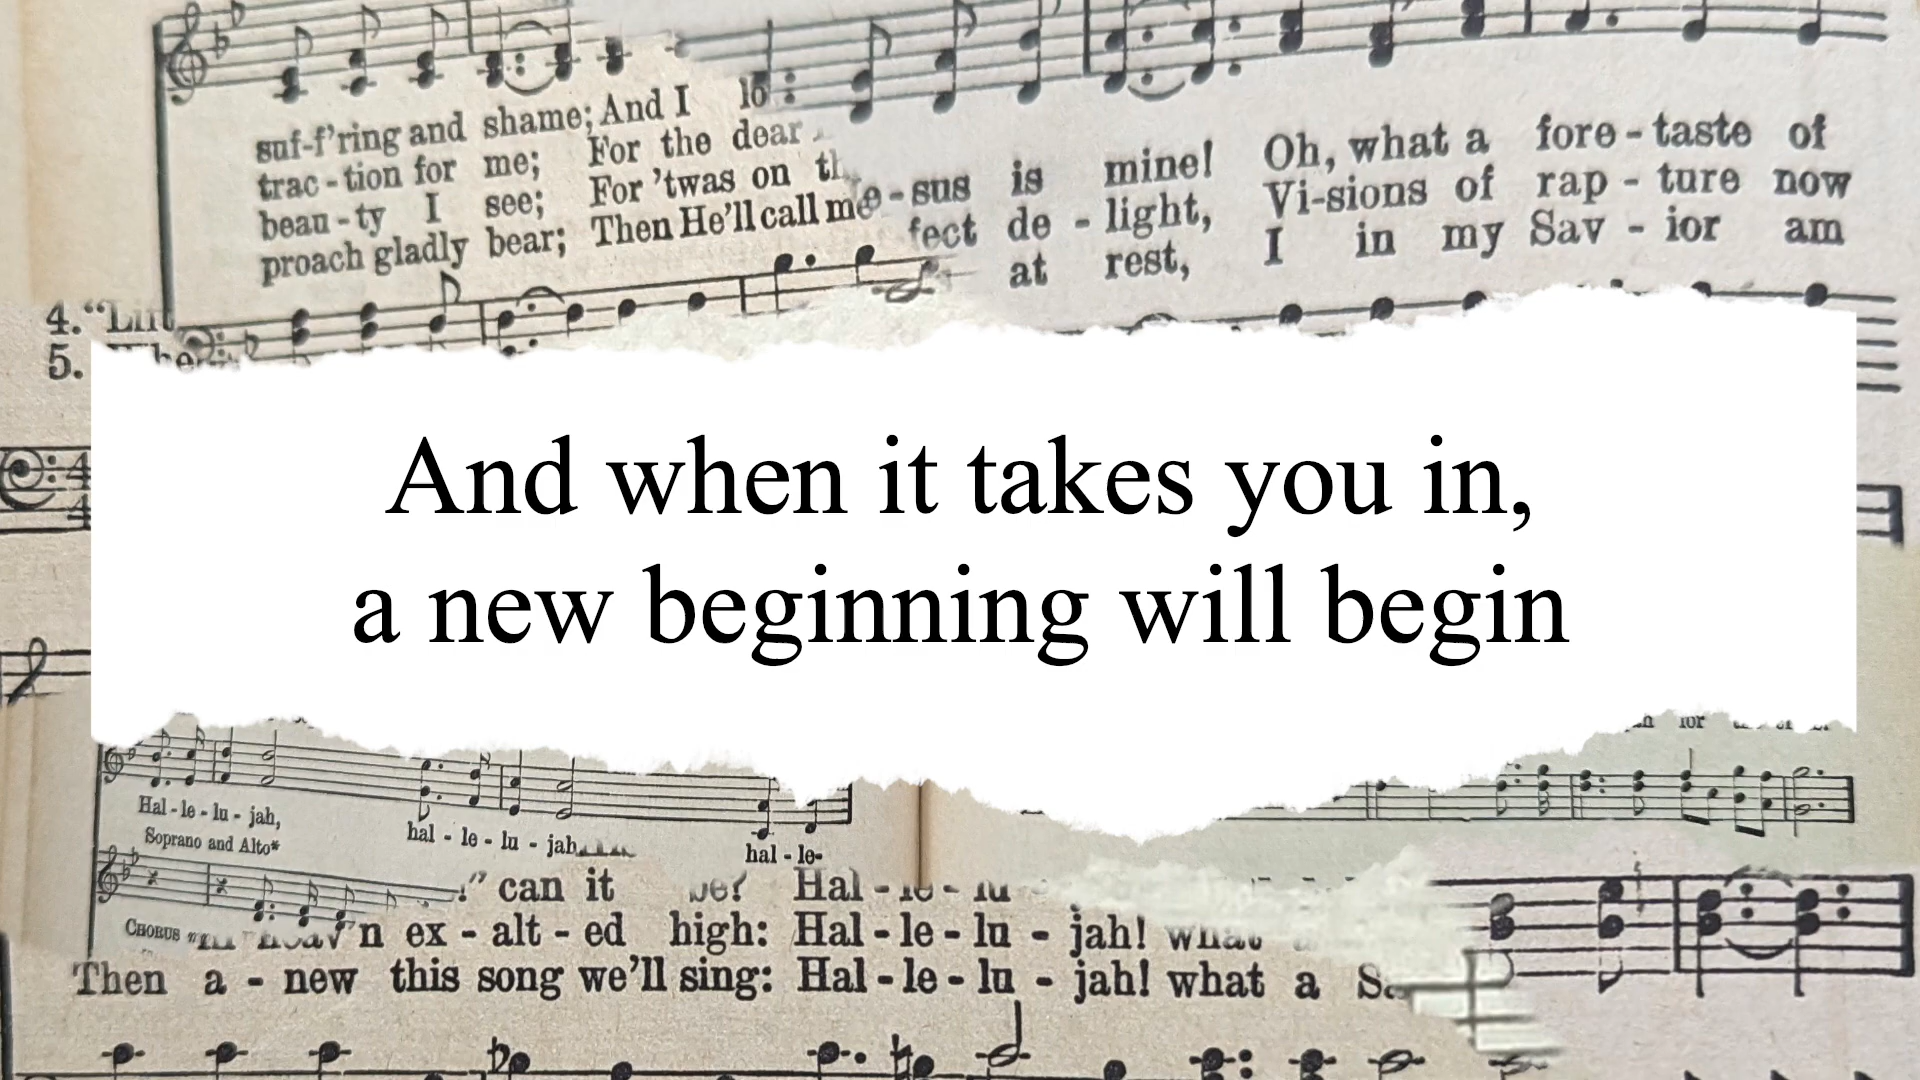 suf-f'ring and shame; And I
trac - tion for me; For the dear
beau - ty I see; For 'twas on
proach gladly bear; Then He'll call me
sus is mine! Oh, what a fore - taste of
fect de - light, Vi-sions of rap - ture now
at rest, I in my Sav - ior am
4.
5.
And when it takes you in,
a new beginning will begin
Hal - le - lu - jah,
hal - le - lu - jah
hal - le-
Soprano and Alto*
can it be? Hal - le - lu
CHORUS
n ex - alt - ed high: Hal - le - lu - jah! what
Then a - new this song we'll sing: Hal - le - lu - jah! what a